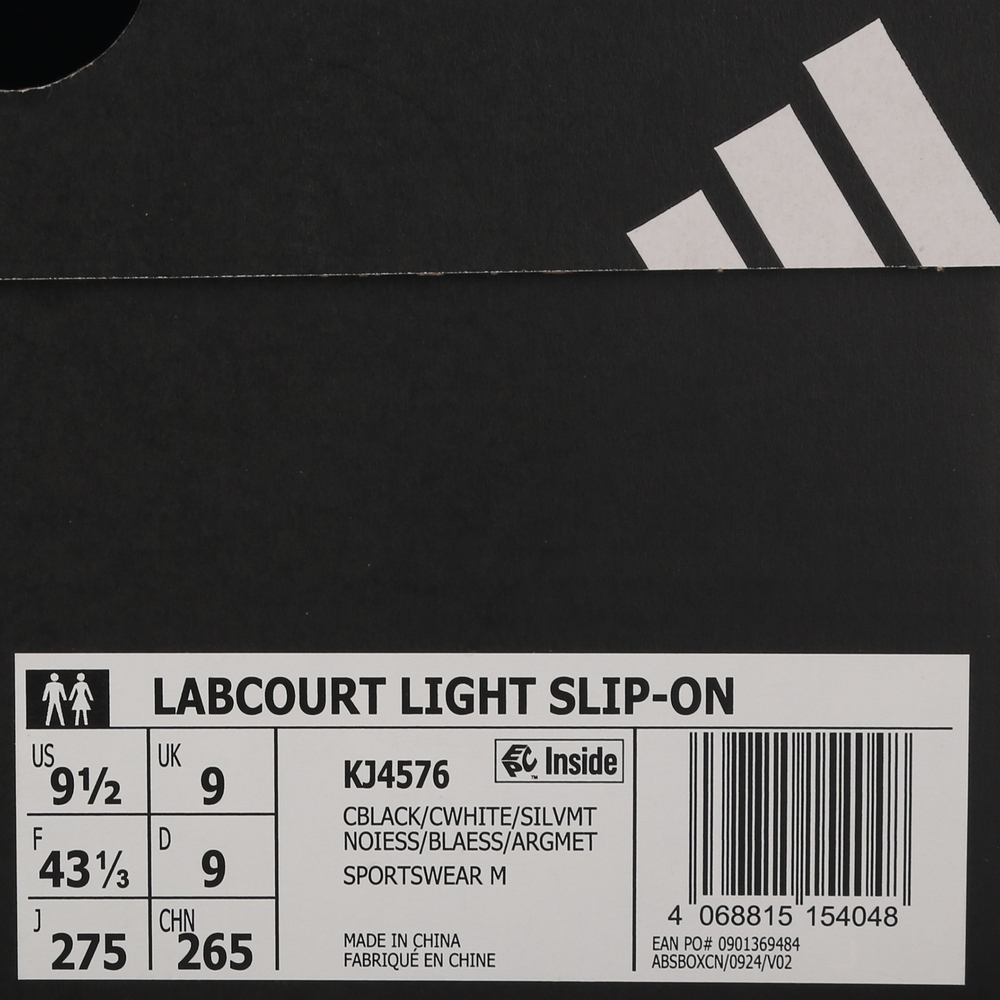 LABCOURT LIGHT SLIP-ON
US 9½ UK 9
F 43⅓ D 9
J 275 CHN 265
KJ4576 EPC™ Inside
CBLACK/CWHITE/SILVMT
NOIESS/BLAESS/ARGMET
SPORTSWEAR M
MADE IN CHINA
FABRIQUÉ EN CHINE
4 068815 154048
EAN PO# 0901369484
ABSBOXCN/0924/V02